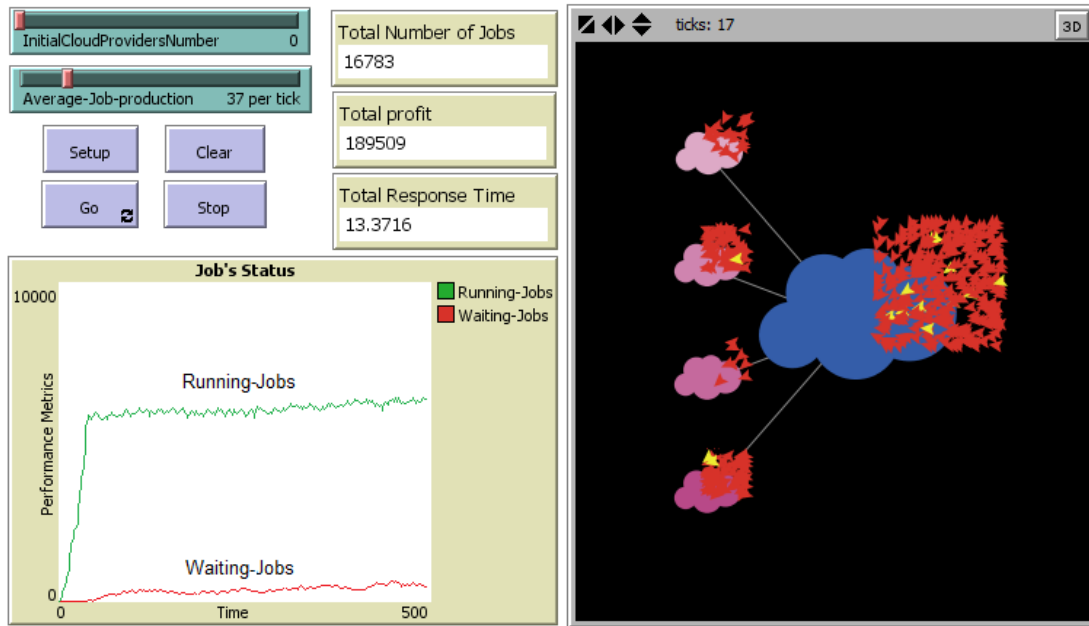 InitialCloudProvidersNumber 0
Average-Job-production 37 per tick
Setup
Clear
Go
Stop
Total Number of Jobs
16783
Total profit
189509
Total Response Time
13.3716
Job's Status
10000
Performance Metrics
0
Running-Jobs
Waiting-Jobs
0
Time
500
Running-Jobs
Waiting-Jobs
ticks: 17
3D